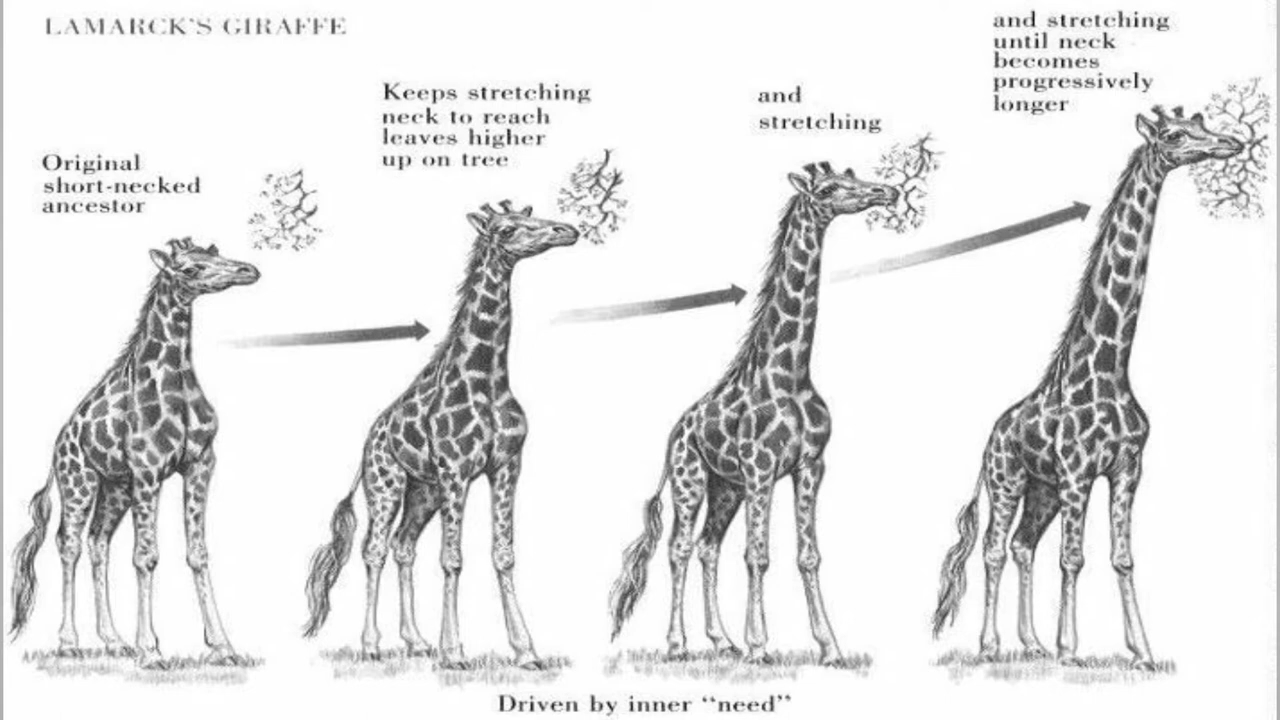 LAMARCK'S GIRAFFE
Original
short-necked
ancestor
Keeps stretching
neck to reach
leaves higher
up on tree
and
stretching
and stretching
until neck
becomes
progressively
longer
Driven by inner “need”